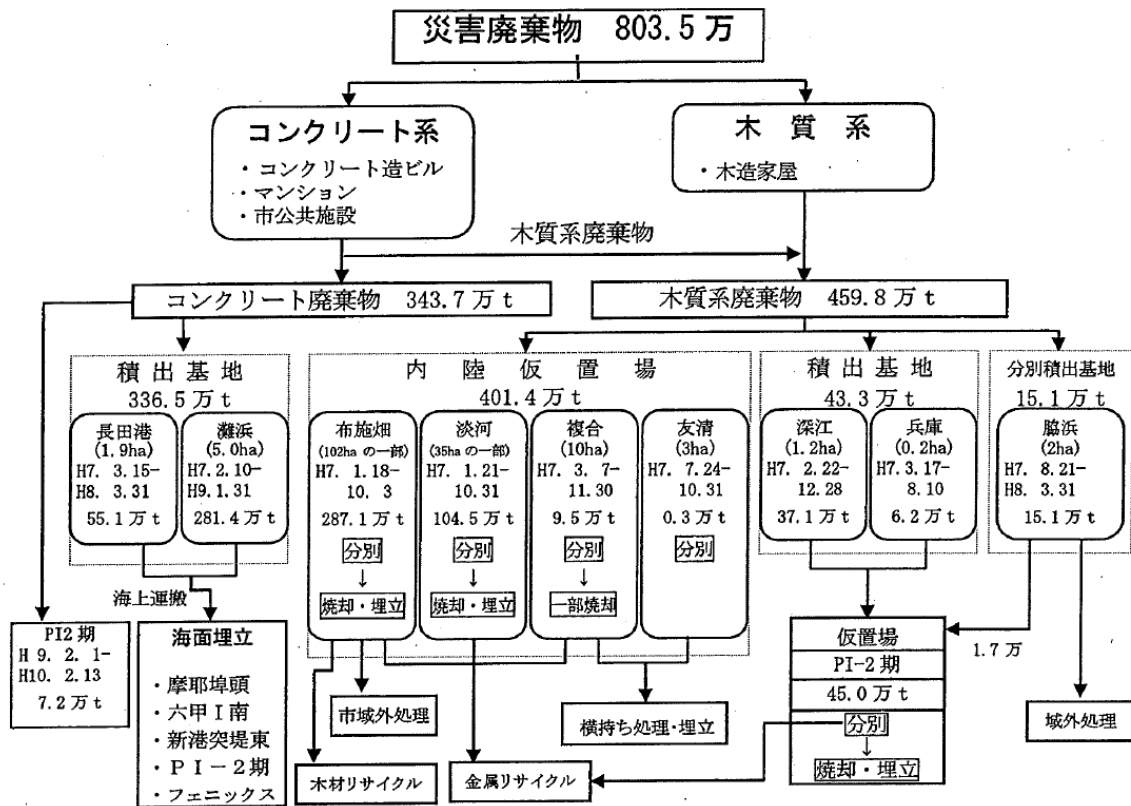 災害廃棄物 803.5万
コンクリート系
・コンクリート造ビル
・マンション
・市公共施設
木 質 系
・木造家屋
木質系廃棄物
コンクリート廃棄物 343.7万t
木質系廃棄物 459.8万t
積出基地
336.5万t
長田港
(1.9ha)
H7. 3.15-
H8. 3.31
55.1万t
灘浜
(5.0ha)
H7.2.10-
H9.1.31
281.4万t
内 陸 仮 置 場
401.4万t
布施畑
(102haの一部)
H7. 1.18-
10. 3
287.1万t
分別
↓
焼却・埋立
淡河
(35haの一部)
H7. 1.21-
10.31
104.5万t
分別
↓
焼却・埋立
複合
(10ha)
H7. 3. 7-
11.30
9.5万t
分別
↓
一部焼却
友清
(3ha)
H7. 7.24-
10.31
0.3万t
分別
積出基地
43.3万t
深江
(1.2ha)
H7. 2.22-
12.28
37.1万t
兵庫
(0.2ha)
H7. 3.17-
8.10
6.2万t
分別積出基地
15.1万t
脇浜
(2ha)
H7. 8.21-
H8. 3.31
15.1万t
海上運搬
PI2期
H 9. 2. 1-
H10. 2.13
7.2万t
海面埋立
・摩耶埠頭
・六甲I南
・新港突堤東
・PI-2期
・フェニックス
市域外処理
木材リサイクル
金属リサイクル
横持ち処理・埋立
仮置場
PI-2期
45.0万t
分別
↓
焼却・埋立
1.7万
域外処理